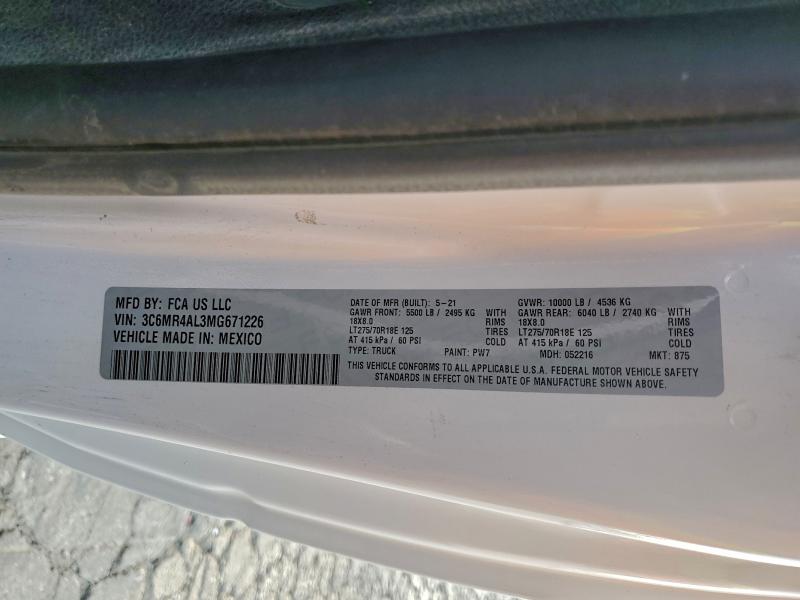 MFD BY: FCA US LLC
VIN: 3C6MR4AL3MG671226
VEHICLE MADE IN: MEXICO
DATE OF MFR (BUILT): 5-21
GAWR FRONT: 5500 LB / 2495 KG WITH
18X8.0 RIMS
LT275/70R18E 125 TIRES
AT 415 kPa / 60 PSI COLD
TYPE: TRUCK PAINT: PW7
GVWR: 10000 LB / 4536 KG
GAWR REAR: 6040 LB / 2740 KG WITH
18X8.0 RIMS
LT275/70R18E 125 TIRES
AT 415 kPa / 60 PSI COLD
MDH: 052216 MKT: 875
THIS VEHICLE CONFORMS TO ALL APPLICABLE U.S.A. FEDERAL MOTOR VEHICLE SAFETY
STANDARDS IN EFFECT ON THE DATE OF MANUFACTURE SHOWN ABOVE.